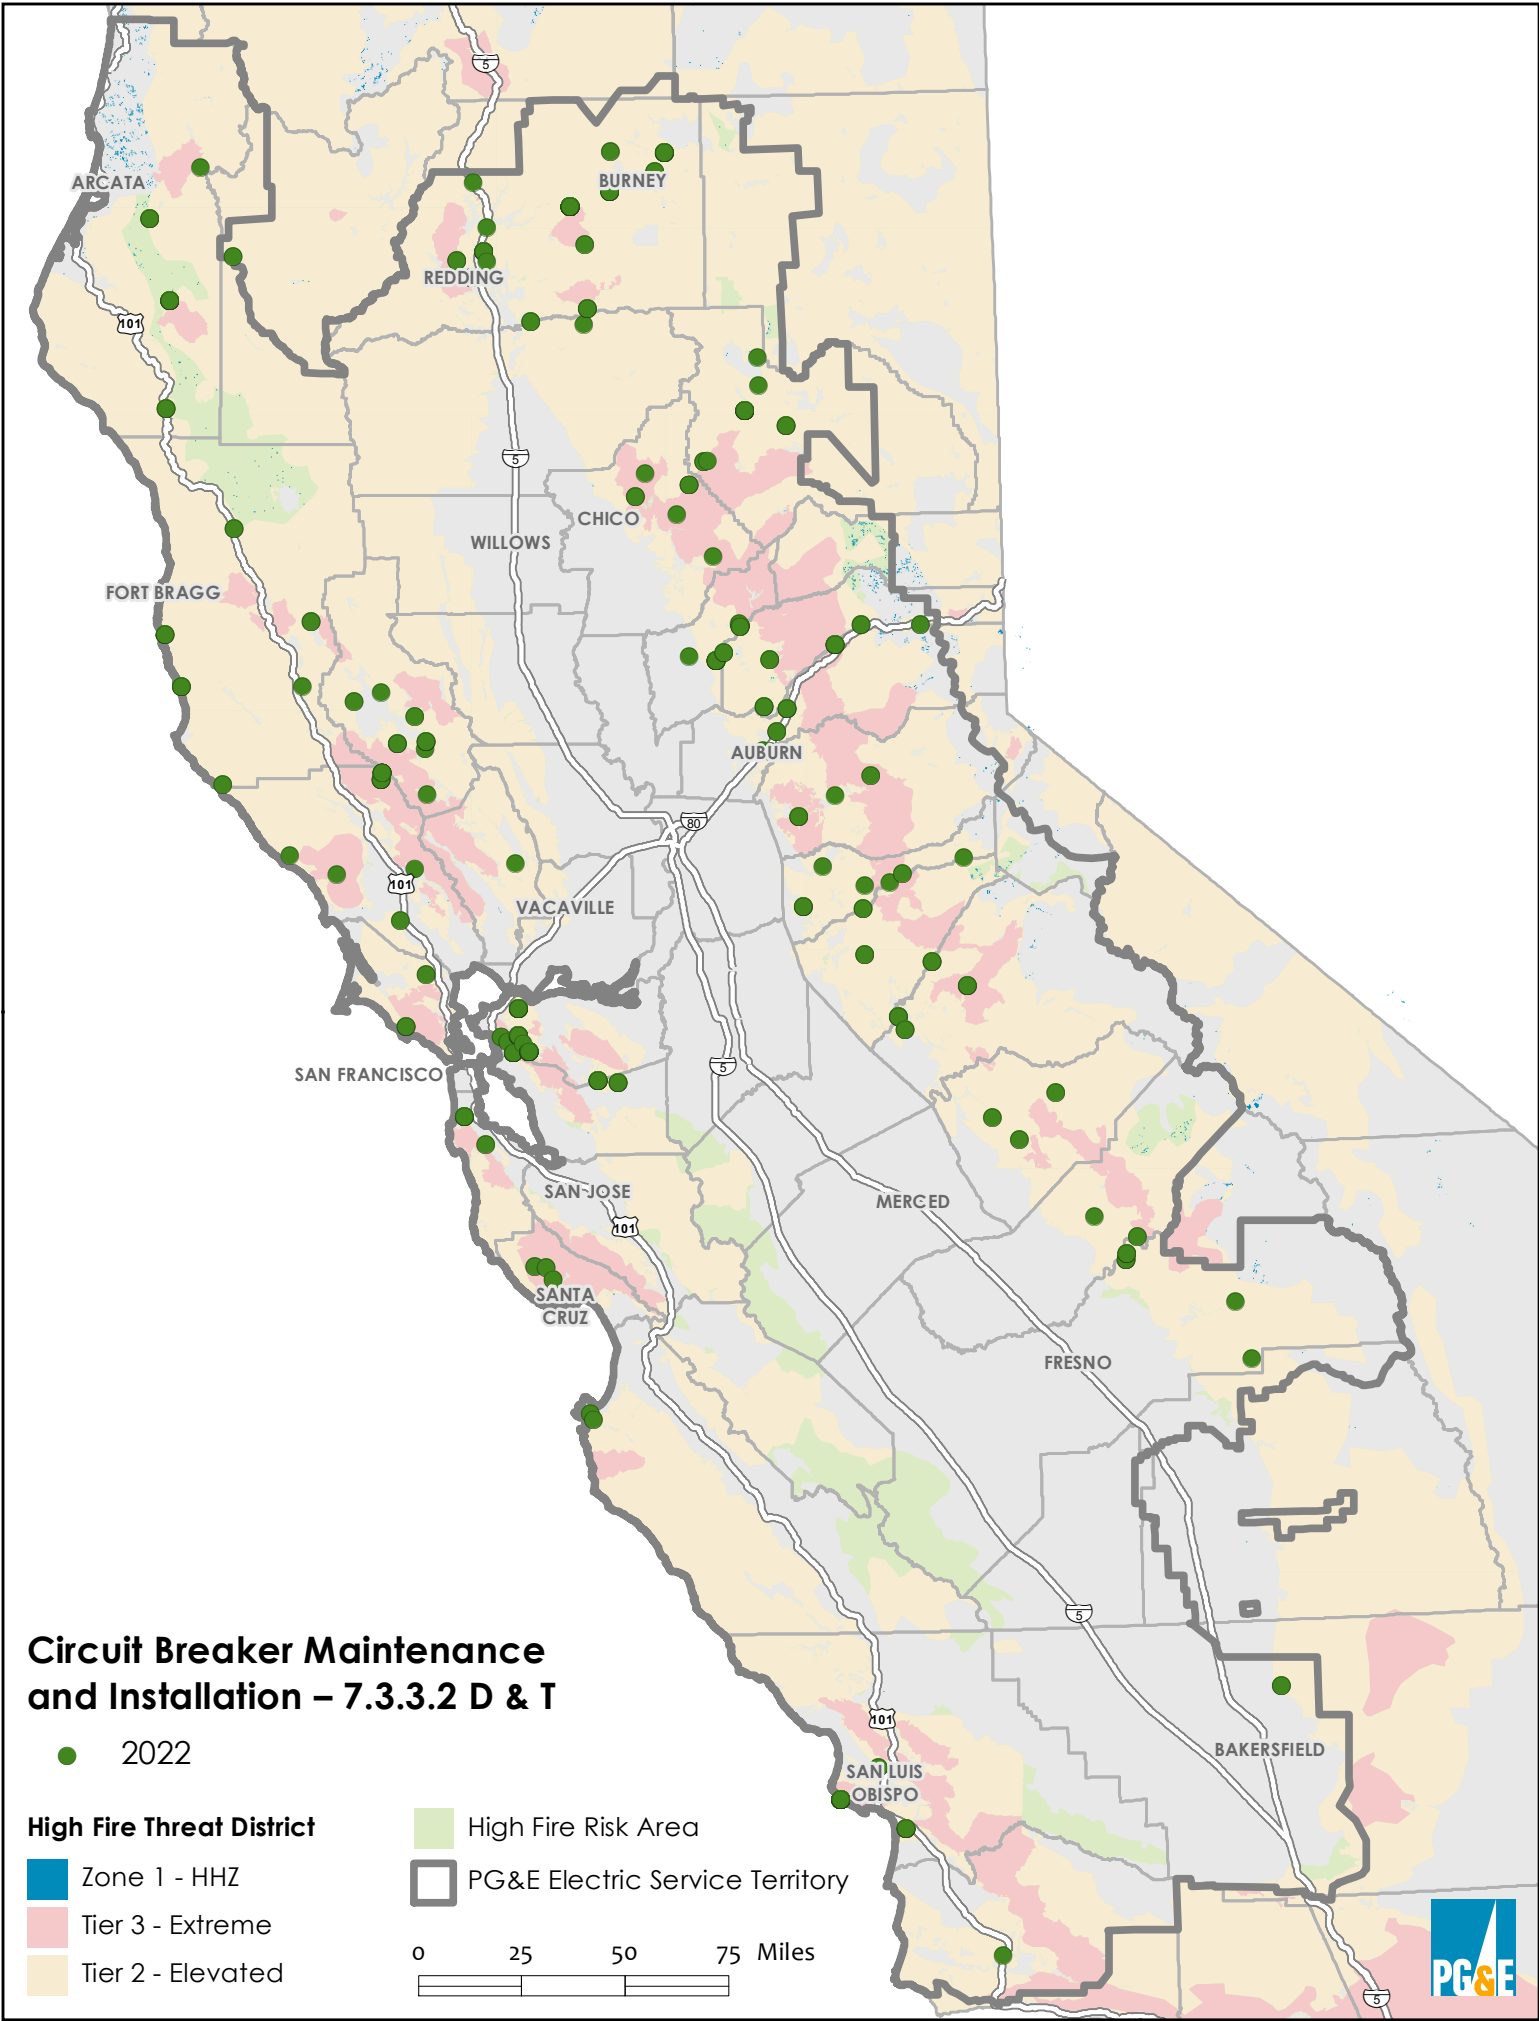 5
ARCATA
BURNEY
REDDING
101
5
CHICO
WILLOWS
FORT BRAGG
AUBURN
80
101
VACAVILLE
5
SAN FRANCISCO
SAN JOSE
MERCED
101
SANTA
CRUZ
FRESNO
5
101
BAKERSFIELD
SAN LUIS
OBISPO
5
Circuit Breaker Maintenance
and Installation – 7.3.3.2 D & T
2022
High Fire Threat District
Zone 1 - HHZ
Tier 3 - Extreme
Tier 2 - Elevated
High Fire Risk Area
PG&E Electric Service Territory
0 25 50 75 Miles
PG&E